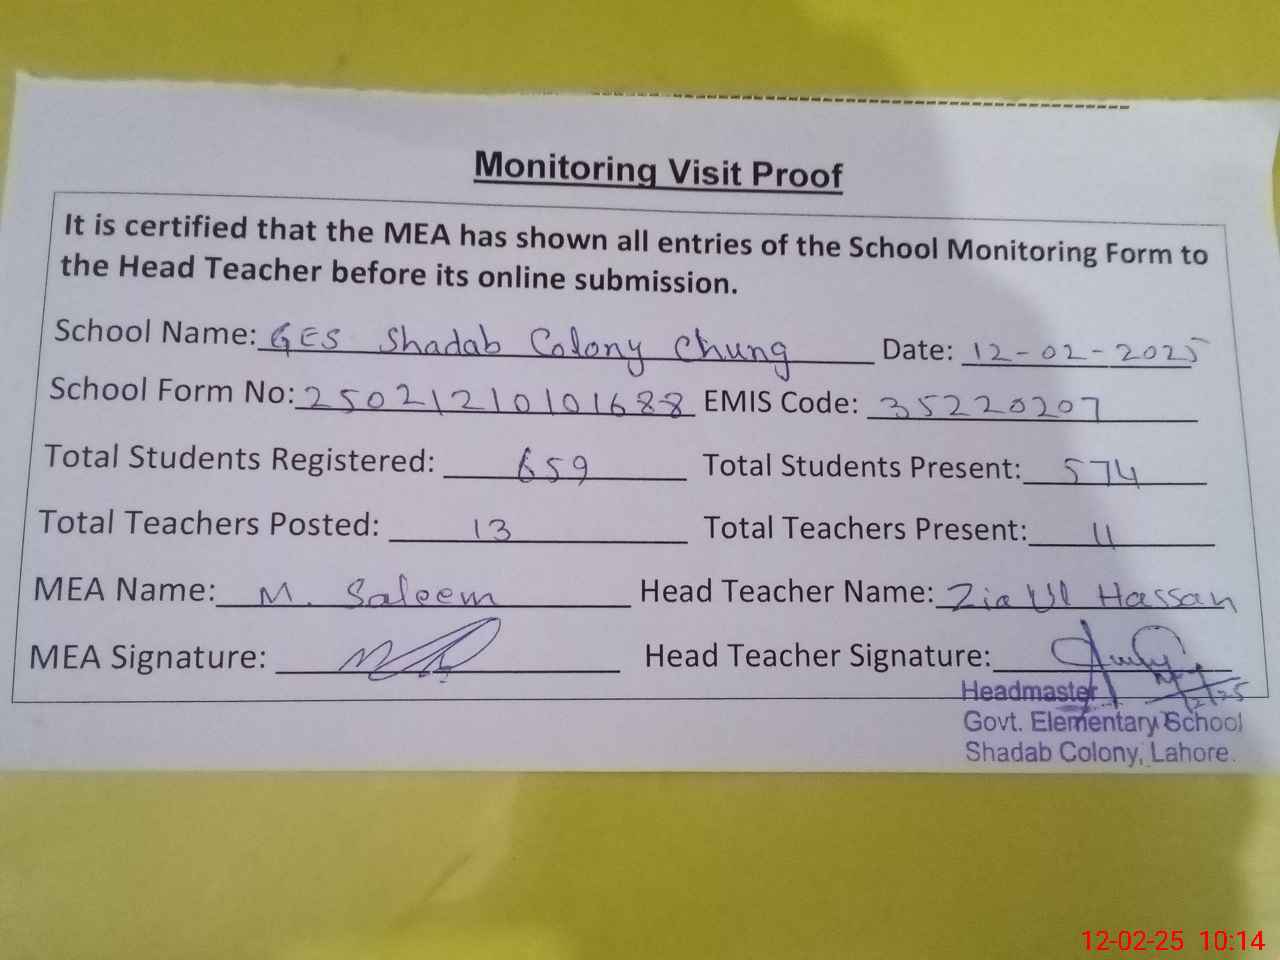 Monitoring Visit Proof
It is certified that the MEA has shown all entries of the School Monitoring Form to
the Head Teacher before its online submission.
School Name: GES Shadab Colony Chung Date: 12-02-2025
School Form No: 25021210101688 EMIS Code: 35220207
Total Students Registered: 659 Total Students Present: 574
Total Teachers Posted: 13 Total Teachers Present: 11
MEA Name: M. Saleem Head Teacher Name: Zia Ul Hassan
MEA Signature: Head Teacher Signature:
Headmaster
Govt. Elementary School
Shadab Colony, Lahore.
12-02-25 10:14